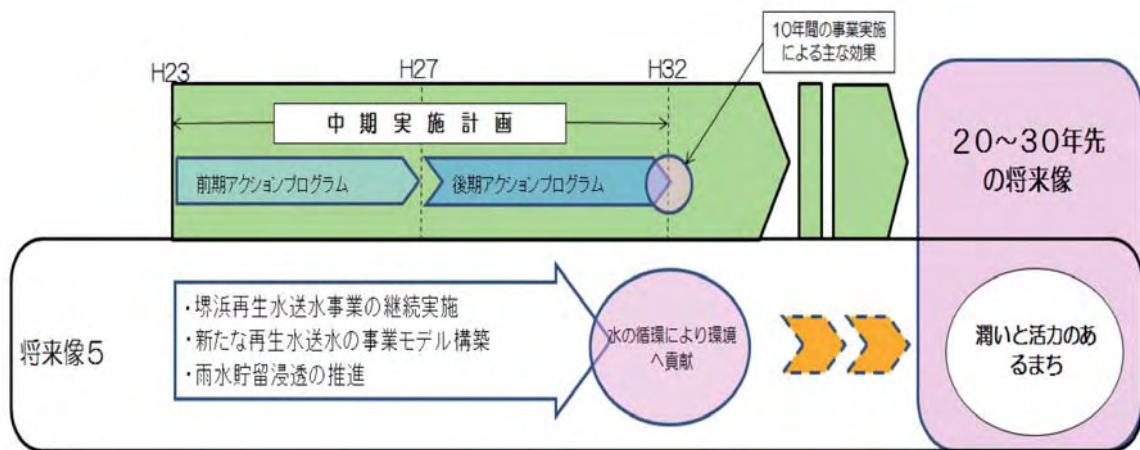 10年間の事業実施
による主な効果
H23
H27
H32
中期実施計画
前期アクションプログラム
後期アクションプログラム
20～30年先
の将来像
将来像5
・堺浜再生水送水事業の継続実施
・新たな再生水送水の事業モデル構築
・雨水貯留浸透の推進
水の循環により環境
へ貢献
潤いと活力のあ
るまち